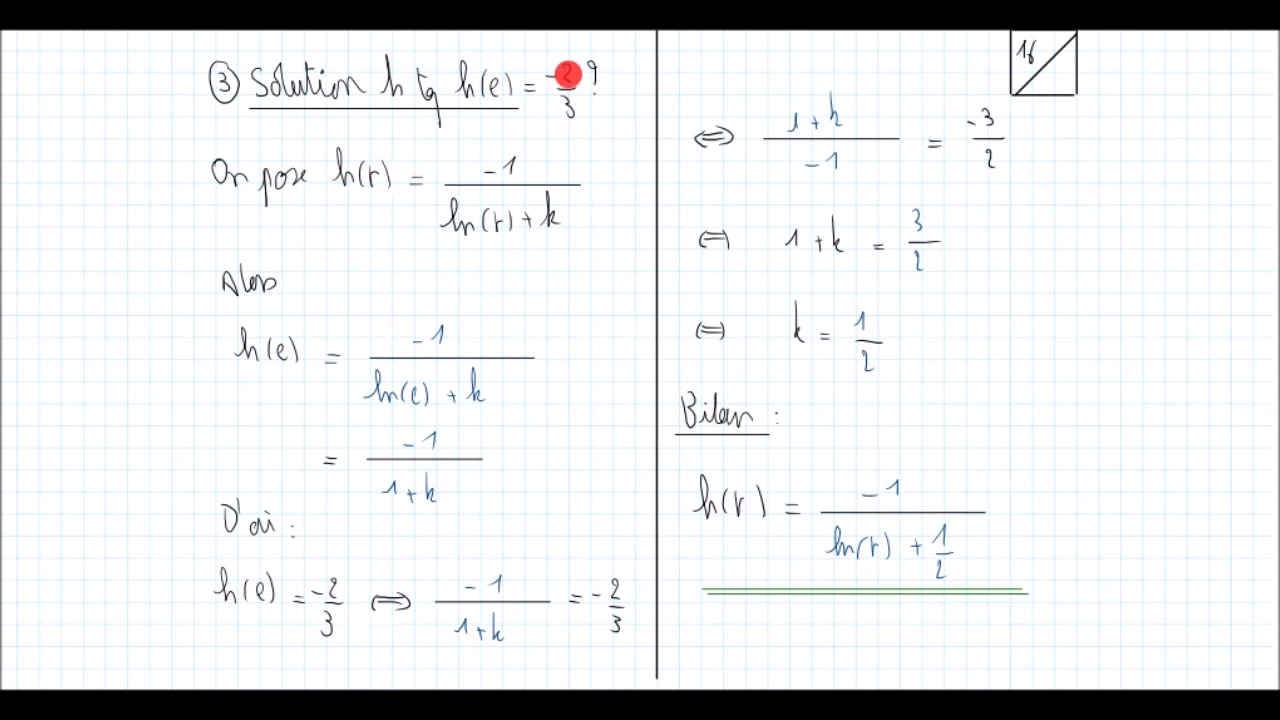 ③ Solution h tq h(e) = -2/3 ?
On pose h(r) = -1/(ln(r) + k)
Alors
h(e) = -1/(ln(e) + k)
= -1/(1+k)
D'où :
h(e) = -2/3 ⇔ -1/(1+k) = -2/3
16
⇔ (1+k)/-1 = -3/2
⇔ 1+k = 3/2
⇔ k = 1/2
Bilan :
h(r) = -1/(ln(r) + 1/2)